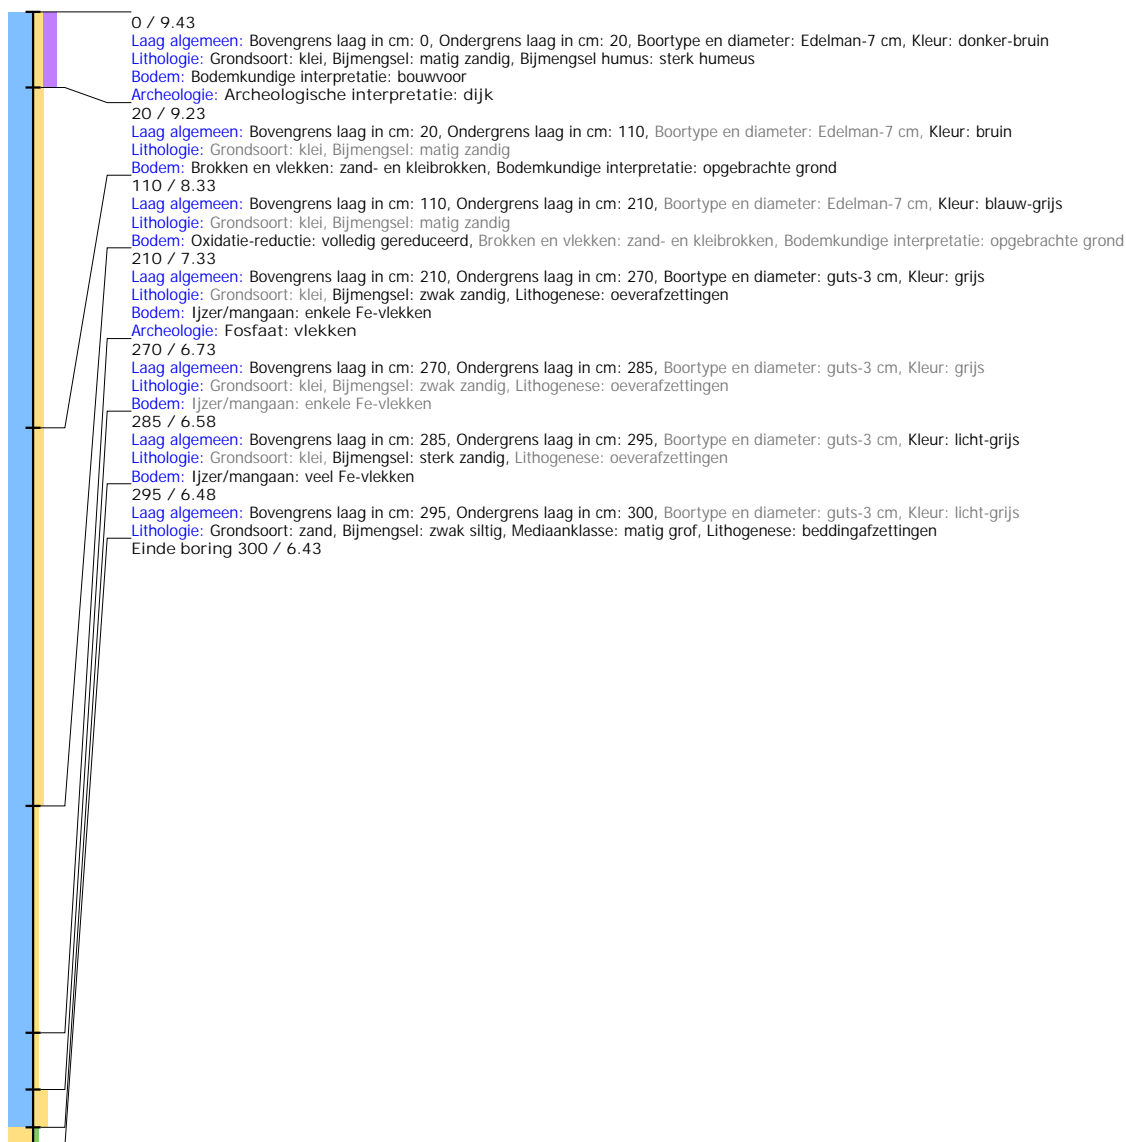 0 / 9.43
Laag algemeen: Bovengrens laag in cm: 0, Ondergrens laag in cm: 20, Boortype en diameter: Edelman-7 cm, Kleur: donker-bruin
Lithologie: Grondsoort: klei, Bijmengsel: matig zandig, Bijmengsel humus: sterk humeus
Bodem: Bodemkundige interpretatie: bouwvoor
Archeologie: Archeologische interpretatie: dijk
20 / 9.23
Laag algemeen: Bovengrens laag in cm: 20, Ondergrens laag in cm: 110, Boortype en diameter: Edelman-7 cm, Kleur: bruin
Lithologie: Grondsoort: klei, Bijmengsel: matig zandig
Bodem: Brokken en vlekken: zand- en kleibrokken, Bodemkundige interpretatie: opgebrachte grond
110 / 8.33
Laag algemeen: Bovengrens laag in cm: 110, Ondergrens laag in cm: 210, Boortype en diameter: Edelman-7 cm, Kleur: blauw-grijs
Lithologie: Grondsoort: klei, Bijmengsel: matig zandig
Bodem: Oxidatie-reductie: volledig gereduceerd, Brokken en vlekken: zand- en kleibrokken, Bodemkundige interpretatie: opgebrachte grond
210 / 7.33
Laag algemeen: Bovengrens laag in cm: 210, Ondergrens laag in cm: 270, Boortype en diameter: guts-3 cm, Kleur: grijs
Lithologie: Grondsoort: klei, Bijmengsel: zwak zandig, Lithogenese: oeverafzettingen
Bodem: Ijzer/mangaan: enkele Fe-vlekken
Archeologie: Fosfaat: vlekken
270 / 6.73
Laag algemeen: Bovengrens laag in cm: 270, Ondergrens laag in cm: 285, Boortype en diameter: guts-3 cm, Kleur: grijs
Lithologie: Grondsoort: klei, Bijmengsel: zwak zandig, Lithogenese: oeverafzettingen
Bodem: Ijzer/mangaan: enkele Fe-vlekken
285 / 6.58
Laag algemeen: Bovengrens laag in cm: 285, Ondergrens laag in cm: 295, Boortype en diameter: guts-3 cm, Kleur: licht-grijs
Lithologie: Grondsoort: klei, Bijmengsel: sterk zandig, Lithogenese: oeverafzettingen
Bodem: Ijzer/mangaan: veel Fe-vlekken
295 / 6.48
Laag algemeen: Bovengrens laag in cm: 295, Ondergrens laag in cm: 300, Boortype en diameter: guts-3 cm, Kleur: licht-grijs
Lithologie: Grondsoort: zand, Bijmengsel: zwak siltig, Mediaanklasse: matig grof, Lithogenese: beddingafzettingen
Einde boring 300 / 6.43